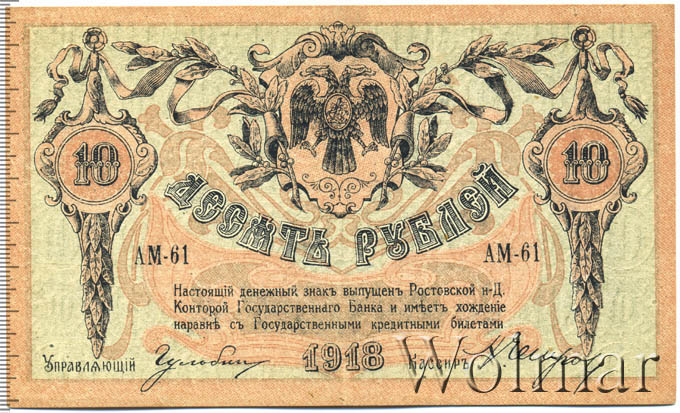 10
10
ДЕСЯТЬ РУБЛЕЙ
АМ-61
АМ-61
Настоящій денежный знакъ выпущенъ Ростовской н-Д.
Конторой Государственнаго Банка и имѣетъ хожденіе
наравнѣ съ Государственными кредитными билетами
Управляющій
1918
Кассиръ
Wolmar